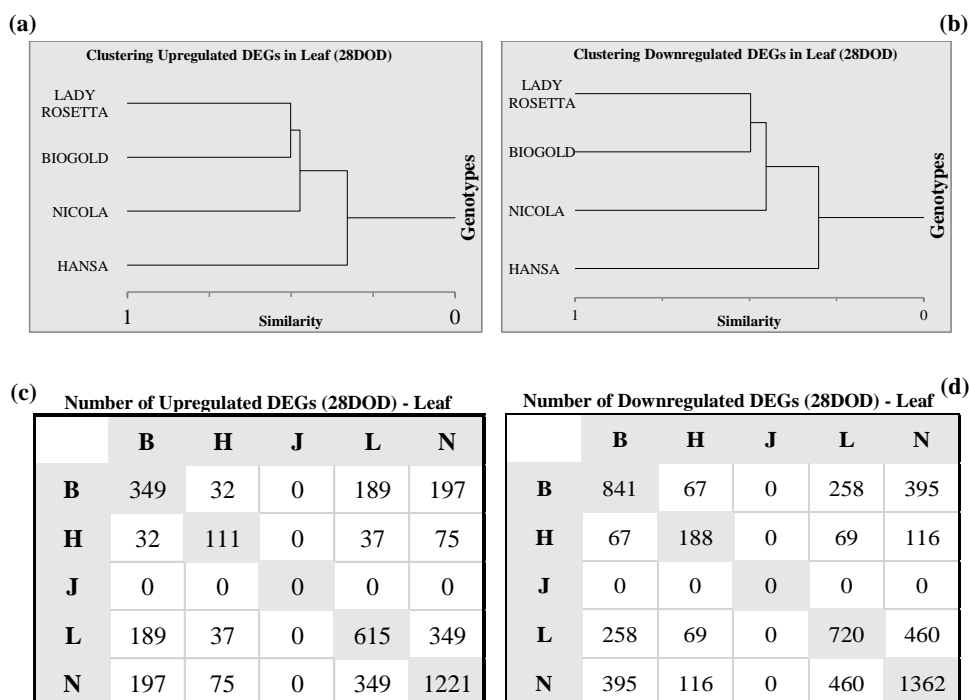 (a)
(b)
Clustering Upregulated DEGs in Leaf (28DOD)
LADY
ROSETTA
BIOGOLD
NICOLA
HANSA
Genotypes
1
Similarity
0
Clustering Downregulated DEGs in Leaf (28DOD)
LADY
ROSETTA
BIOGOLD
NICOLA
HANSA
Genotypes
1
Similarity
0
(c)
Number of Upregulated DEGs (28DOD) - Leaf
B H J L N
B 349 32 0 189 197
H 32 111 0 37 75
J 0 0 0 0 0
L 189 37 0 615 349
N 197 75 0 349 1221
(d)
Number of Downregulated DEGs (28DOD) - Leaf
B H J L N
B 841 67 0 258 395
H 67 188 0 69 116
J 0 0 0 0 0
L 258 69 0 720 460
N 395 116 0 460 1362